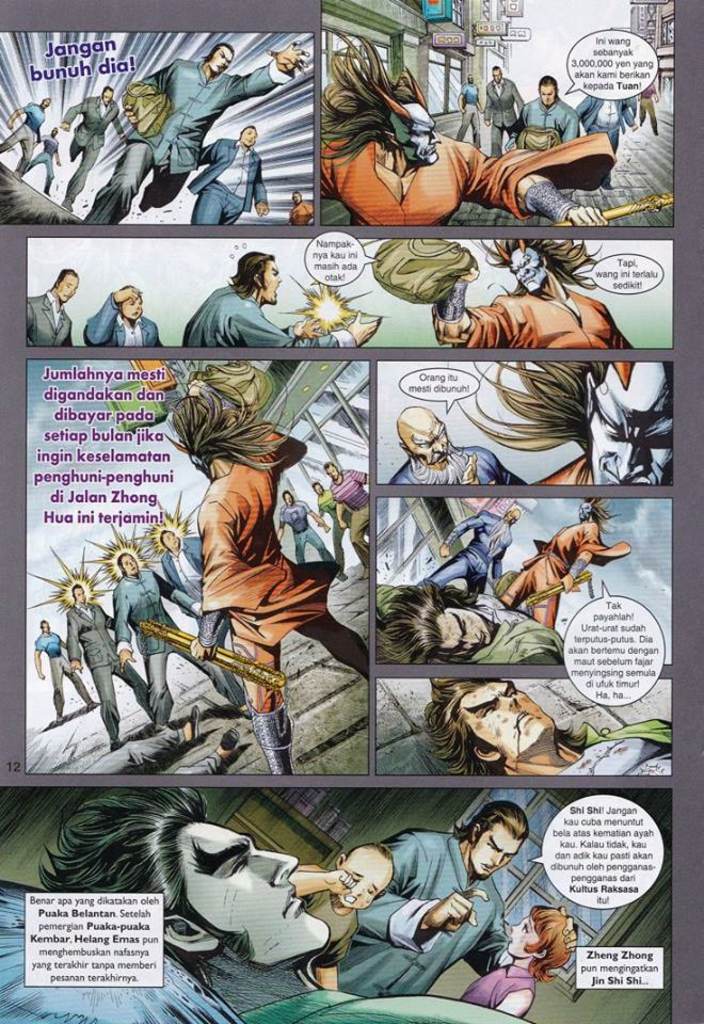 Jangan
bunuh dia!
Ini wang
sebanyak
3,000,000 yen yang
akan kami berikan
kepada Tuan!
Nampak-
nya kau ini
masih ada
otak!
Tapi,
wang ini terlalu
sedikit!
Jumlahnya mesti
digandakan dan
dibayar pada
setiap bulan jika
ingin keselamatan
penghuni-penghuni
di Jalan Zhong
Hua ini terjamin!
Orang itu
mesti dibunuh!
Tak
payahlah!
Urat-urat sudah
terputus-putus. Dia
akan bertemu dengan
maut sebelum fajar
menyingsing semula
di ufuk timur!
Ha, ha...
12
Shi Shi! Jangan
kau cuba menuntut
bela atas kematian ayah
kau. Kalau tidak, kau
dan adik kau pasti akan
dibunuh oleh pengganas-
pengganas dari
Kultus Raksasa
itu!
Benar apa yang dikatakan oleh
Puaka Belantan. Setelah
pemergian Puaka-puaka
Kembar, Helang Emas pun
menghembuskan nafasnya
yang terakhir tanpa memberi
pesanan terakhirnya.
Zheng Zhong
pun mengingatkan
Jin Shi Shi...